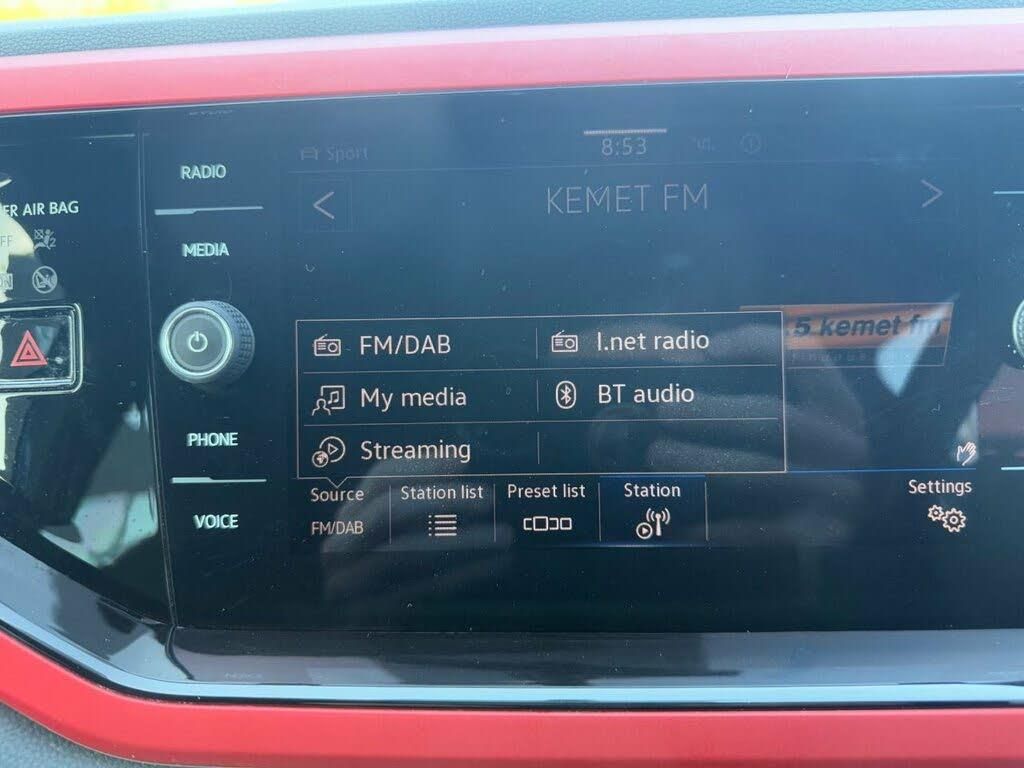 RADIO
MEDIA
PHONE
VOICE
ER AIR BAG
FF
Sport
8:53
KEMET FM
.5 kemet fm
FM/DAB
I.net radio
My media
BT audio
Streaming
Source
FM/DAB
Station list
Preset list
Station
Settings